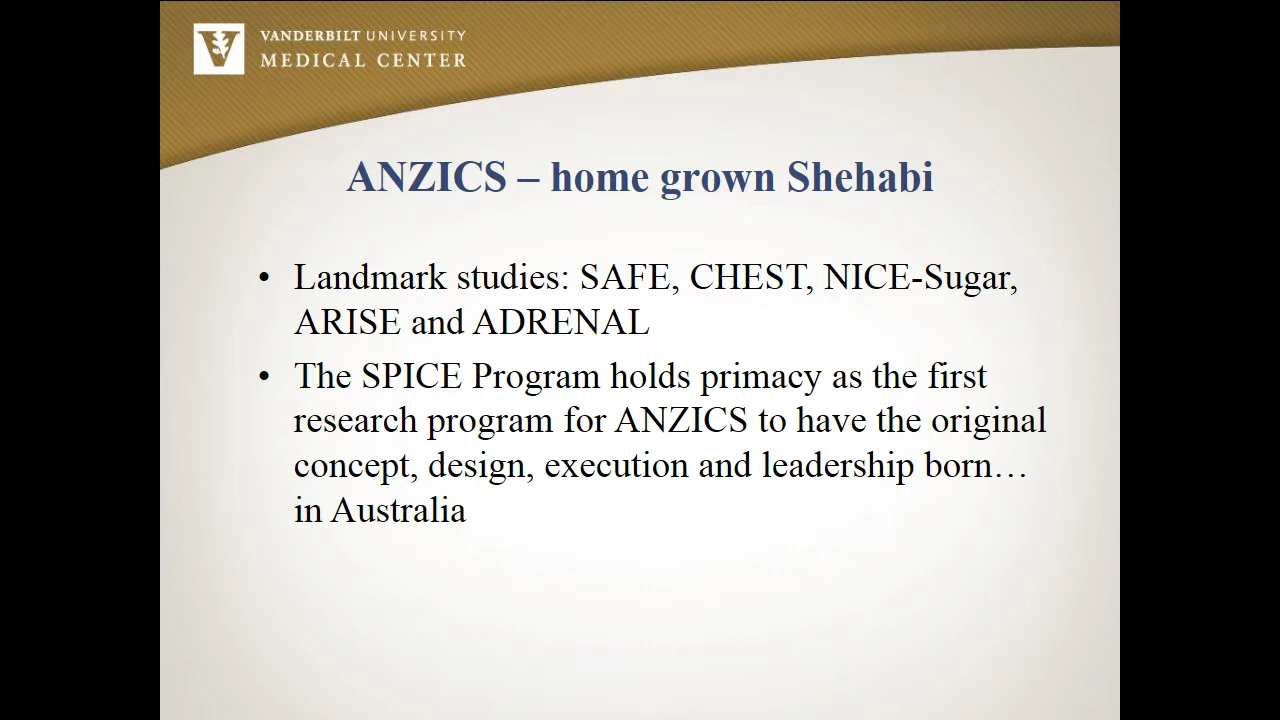 VANDERBILT UNIVERSITY
MEDICAL CENTER
ANZICS – home grown Shehabi
• Landmark studies: SAFE, CHEST, NICE-Sugar,
ARISE and ADRENAL
• The SPICE Program holds primacy as the first
research program for ANZICS to have the original
concept, design, execution and leadership born…
in Australia